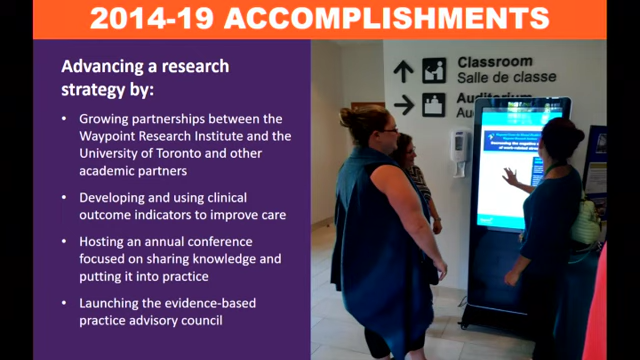 2014-19 ACCOMPLISHMENTS
Advancing a research
strategy by:
• Growing partnerships between the
Waypoint Research Institute and the
University of Toronto and other
academic partners
• Developing and using clinical
outcome indicators to improve care
• Hosting an annual conference
focused on sharing knowledge and
putting it into practice
• Launching the evidence-based
practice advisory council
Classroom
Salle de classe
Auditorium